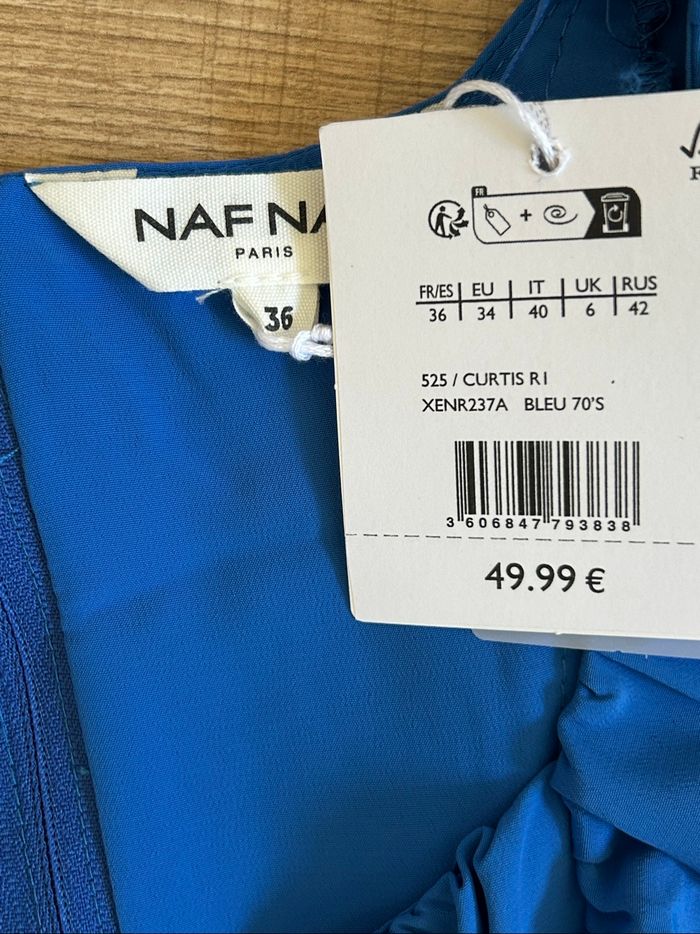 NAF NA
PARIS
36
FR
FR/ES EU IT UK RUS
36 34 40 6 42
525 / CURTIS R1
XENR237A BLEU 70'S
3 606847 793838
49.99 €
F